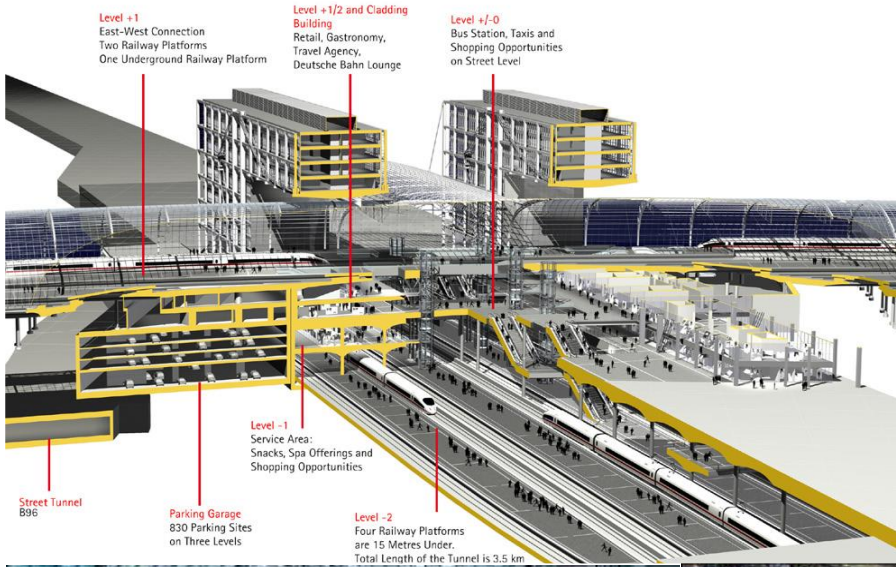 Level +1
East-West Connection
Two Railway Platforms
One Underground Railway Platform
Level +1/2 and Cladding
Building
Retail, Gastronomy,
Travel Agency,
Deutsche Bahn Lounge
Level +/-0
Bus Station, Taxis and
Shopping Opportunities
on Street Level
Level -1
Service Area:
Snacks, Spa Offerings and
Shopping Opportunities
Street Tunnel
B96
Parking Garage
830 Parking Sites
on Three Levels
Level -2
Four Railway Platforms
are 15 Metres Under.
Total Length of the Tunnel is 3.5 km